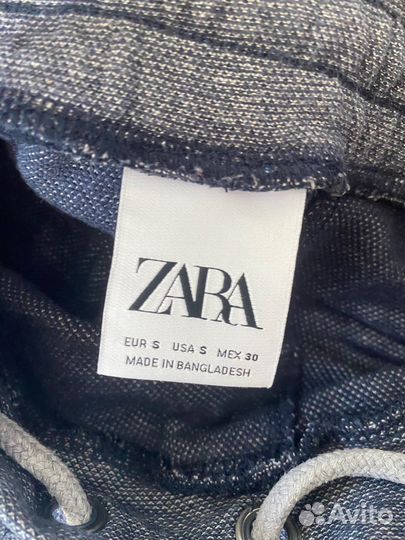 ZARA
EUR S USA S MEX 30
MADE IN BANGLADESH
Avito